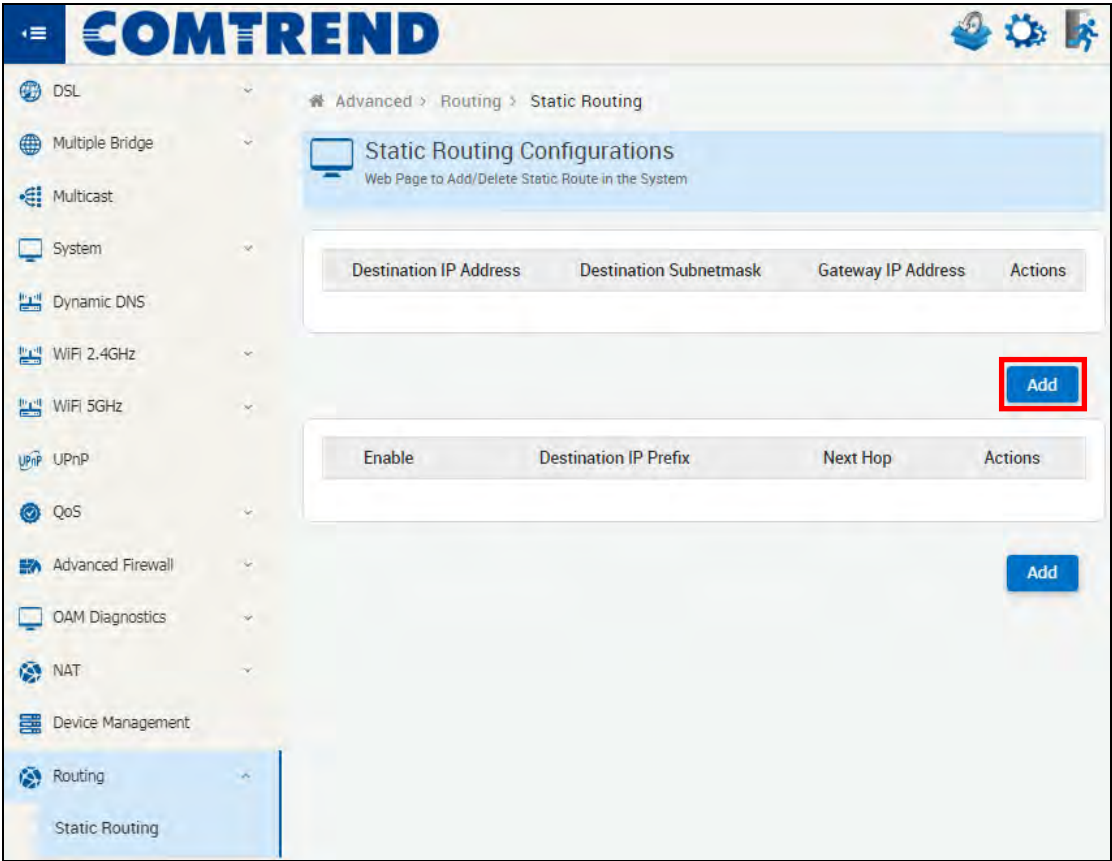 COMTREND
DSL
Multiple Bridge
Multicast
System
Dynamic DNS
WiFi 2.4GHz
WiFi 5GHz
UPnP UPnP
QoS
Advanced Firewall
OAM Diagnostics
NAT
Device Management
Routing
Static Routing
Advanced > Routing > Static Routing
Static Routing Configurations
Web Page to Add/Delete Static Route in the System
Destination IP Address Destination Subnetmask Gateway IP Address Actions
Add
Enable Destination IP Prefix Next Hop Actions
Add